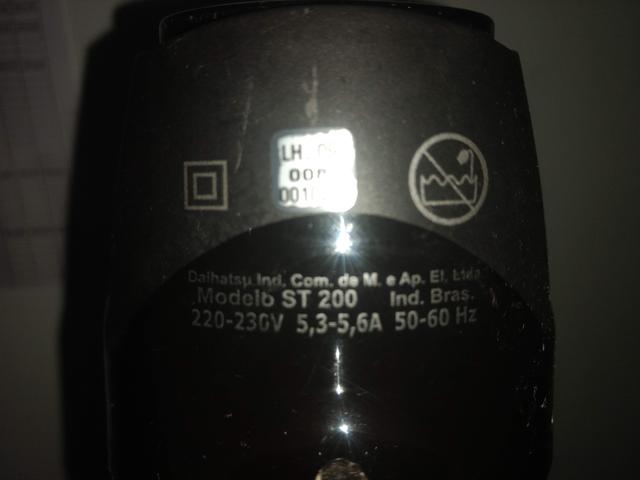 Daihatsu Ind. Com. de M. e Ap. El. Ltda
Modelo ST 200 Ind. Bras.
220-230V 5,3-5,6A 50-60 Hz